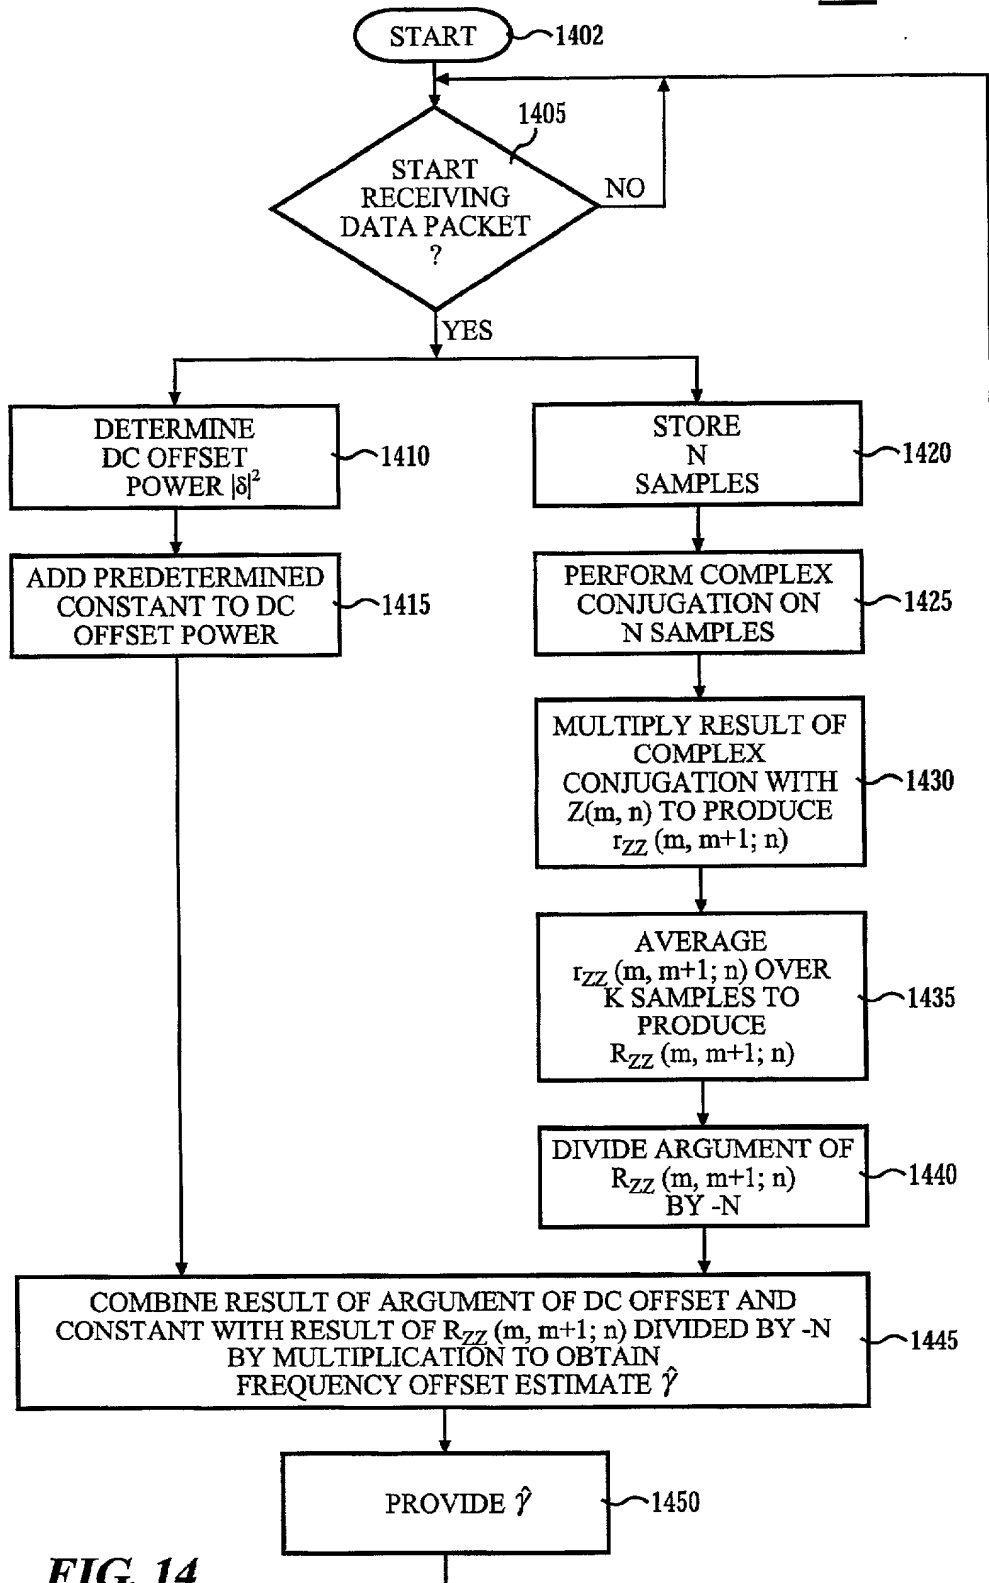 START
1402
1405
START
RECEIVING
DATA PACKET
?
NO
YES
DETERMINE
DC OFFSET
POWER |δ|²
1410
STORE
N
SAMPLES
1420
ADD PREDETERMINED
CONSTANT TO DC
OFFSET POWER
1415
PERFORM COMPLEX
CONJUGATION ON
N SAMPLES
1425
MULTIPLY RESULT OF
COMPLEX
CONJUGATION WITH
Z(m, n) TO PRODUCE
rZZ (m, m+1; n)
1430
AVERAGE
rZZ (m, m+1; n) OVER
K SAMPLES TO
PRODUCE
RZZ (m, m+1; n)
1435
DIVIDE ARGUMENT OF
RZZ (m, m+1; n)
BY -N
1440
COMBINE RESULT OF ARGUMENT OF DC OFFSET AND
CONSTANT WITH RESULT OF RZZ (m, m+1; n) DIVIDED BY -N
BY MULTIPLICATION TO OBTAIN
FREQUENCY OFFSET ESTIMATE γ̂
1445
PROVIDE γ̂
1450
FIG. 14